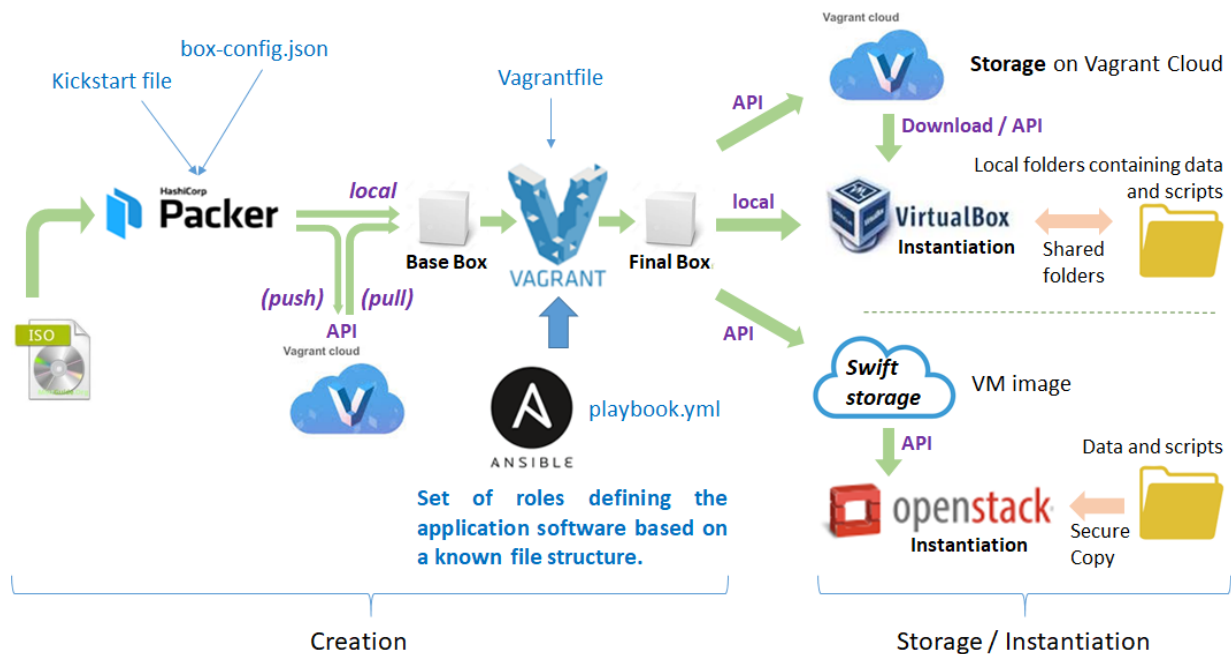 box-config.json
Kickstart file
HashiCorp
Packer
ISO
local
(push)
(pull)
API
Vagrant cloud
Base Box
Vagrantfile
VAGRANT
Final Box
ANSIBLE
playbook.yml
Set of roles defining the
application software based on
a known file structure.
Creation
API
local
API
Vagrant cloud
Storage on Vagrant Cloud
Download / API
VirtualBox
Instantiation
Local folders containing data
and scripts
Shared
folders
Swift
storage
VM image
API
openstack
Instantiation
Data and scripts
Secure
Copy
Storage / Instantiation